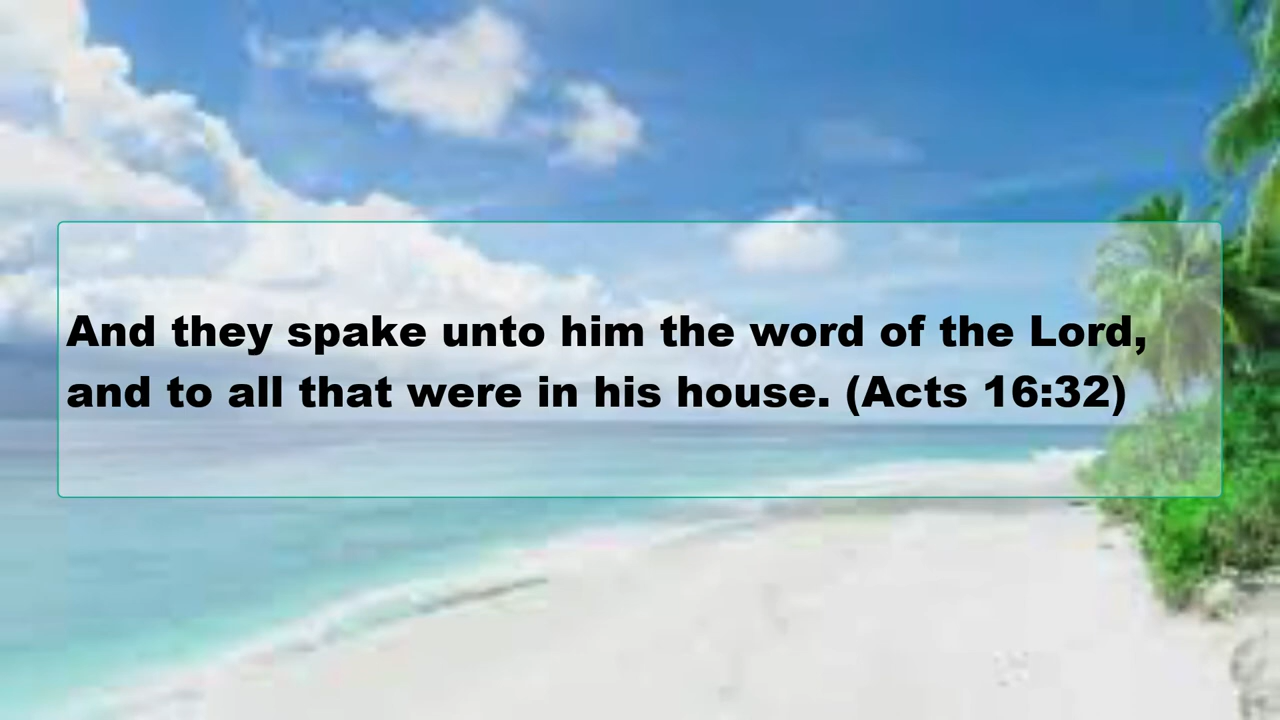 And they spake unto him the word of the Lord,
and to all that were in his house. (Acts 16:32)